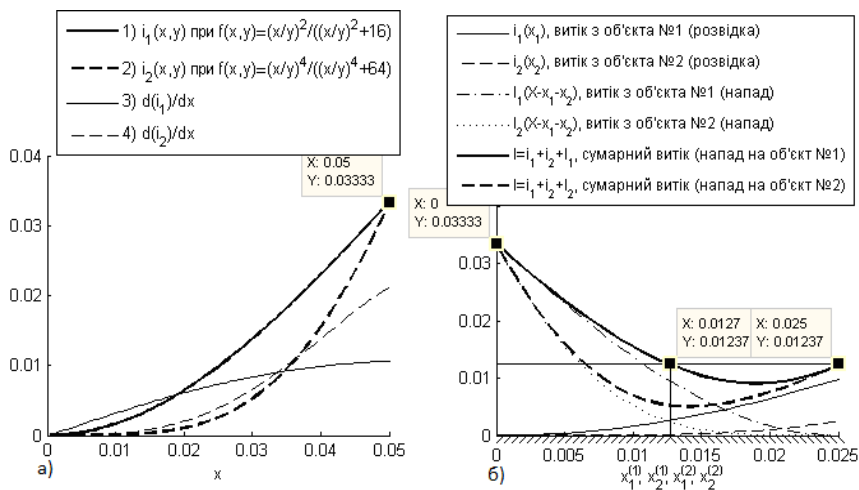 1) i₁(x,y) при f(x,y)=(x/y)²/((x/y)²+16)
2) i₂(x,y) при f(x,y)=(x/y)⁴/((x/y)⁴+64)
3) d(i₁)/dx
4) d(i₂)/dx
X: 0.05
Y: 0.03333
0.04
0.03
0.02
0.01
0
0 0.01 0.02 0.03 0.04 0.05
x
а)
i₁(x₁), витік з об'єкта №1 (розвідка)
i₂(x₂), витік з об'єкта №2 (розвідка)
I₁(X-x₁-x₂), витік з об'єкта №1 (напад)
I₂(X-x₁-x₂), витік з об'єкта №2 (напад)
I=i₁+i₂+I₁, сумарний витік (напад на об'єкт №1)
I=i₁+i₂+I₂, сумарний витік (напад на об'єкт №2)
X: 0
Y: 0.03333
X: 0.0127
Y: 0.01237
X: 0.025
Y: 0.01237
0.03
0.02
0.01
0
0 0.005 0.01 0.015 0.02 0.025
x₁⁽¹⁾, x₂⁽¹⁾, x₁⁽²⁾, x₂⁽²⁾
б)